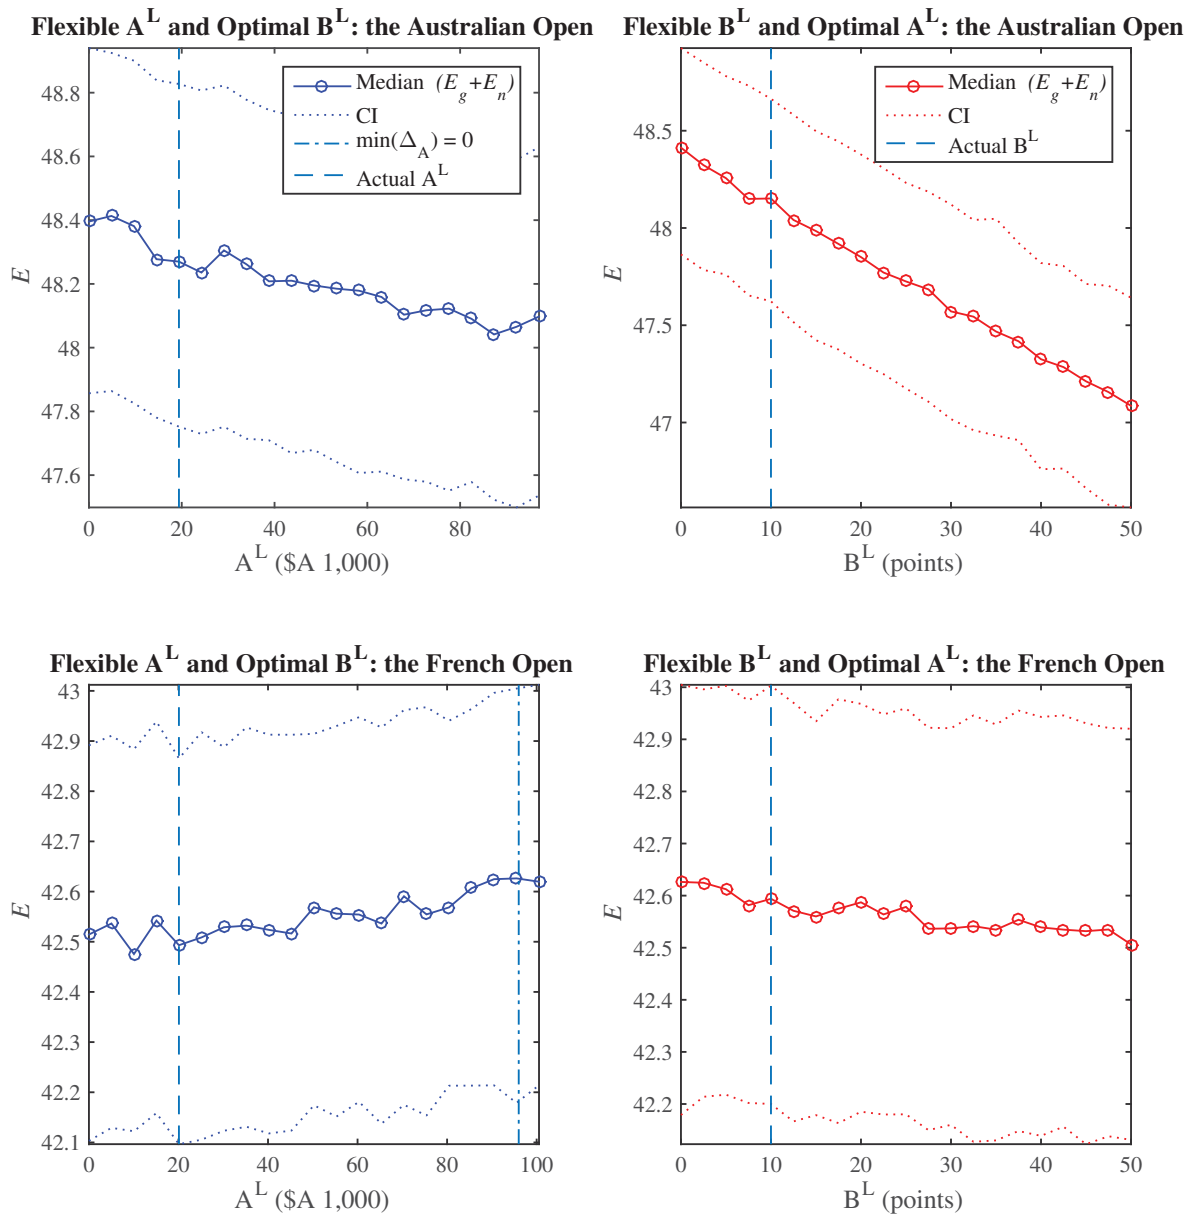 Flexible A^L and Optimal B^L: the Australian Open
48.8
48.6
48.4
48.2
48
47.8
47.6
E
0 20 40 60 80
A^L ($A 1,000)
Median (E_g+E_n)
CI
min(Δ_A) = 0
Actual A^L
Flexible B^L and Optimal A^L: the Australian Open
48.5
48
47.5
47
E
0 10 20 30 40 50
B^L (points)
Median (E_g+E_n)
CI
Actual B^L
Flexible A^L and Optimal B^L: the French Open
43
42.9
42.8
42.7
42.6
42.5
42.4
42.3
42.2
42.1
E
0 20 40 60 80 100
A^L ($A 1,000)
Flexible B^L and Optimal A^L: the French Open
43
42.9
42.8
42.7
42.6
42.5
42.4
42.3
42.2
E
0 10 20 30 40 50
B^L (points)